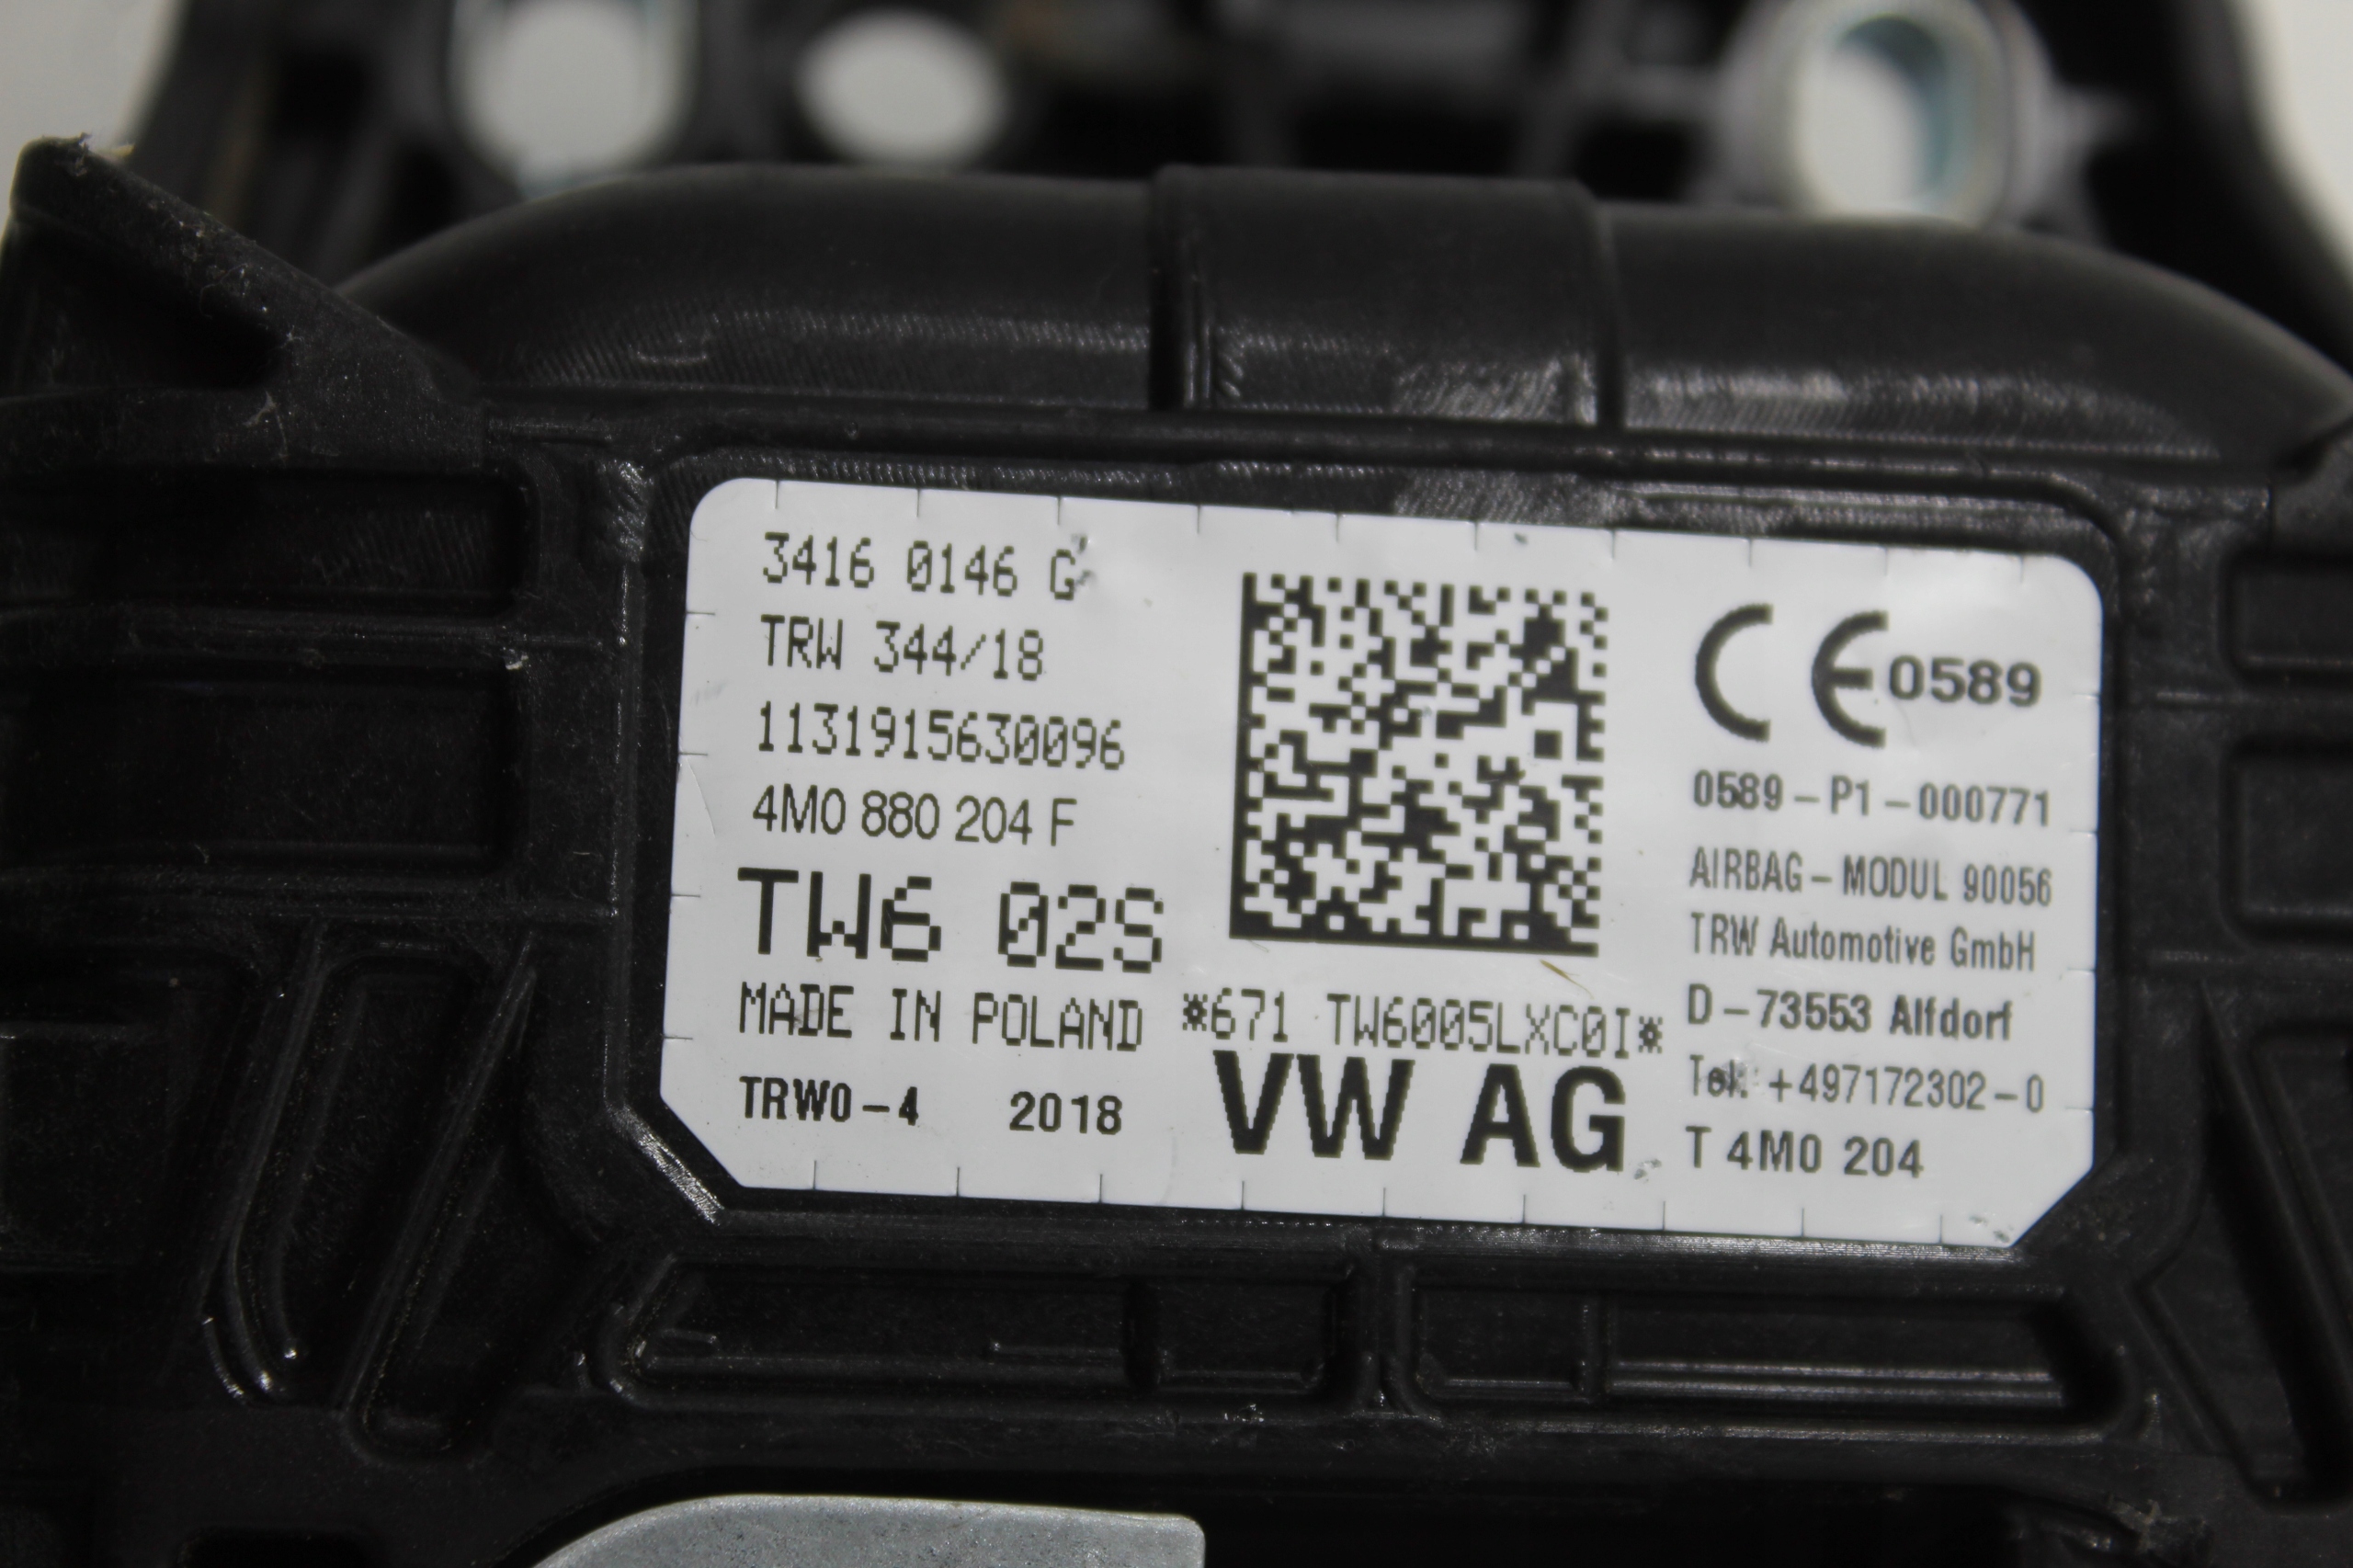 3416 0146 G
TRW 344/18
1131915630096
4M0 880 204 F
TW6 02S
MADE IN POLAND
TRW0-4 2018
*671 TW6005LXC0I*
VW AG
CE 0589
0589-P1-000771
AIRBAG-MODUL 90056
TRW Automotive GmbH
D-73553 Alfdorf
Tel. +497172302-0
T 4M0 204